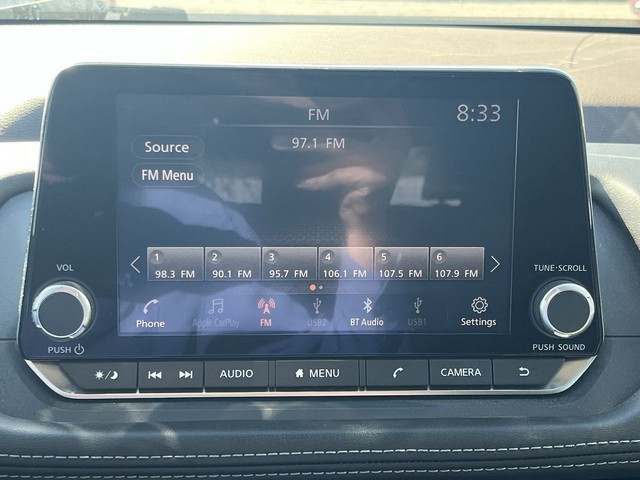 FM
8:33
97.1 FM
Source
FM Menu
1 2 3 4 5 6
98.3 FM 90.1 FM 95.7 FM 106.1 FM 107.5 FM 107.9 FM
VOL
TUNE·SCROLL
Phone Apple CarPlay FM USB2 BT Audio USB1 Settings
PUSH
PUSH SOUND
AUDIO MENU CAMERA